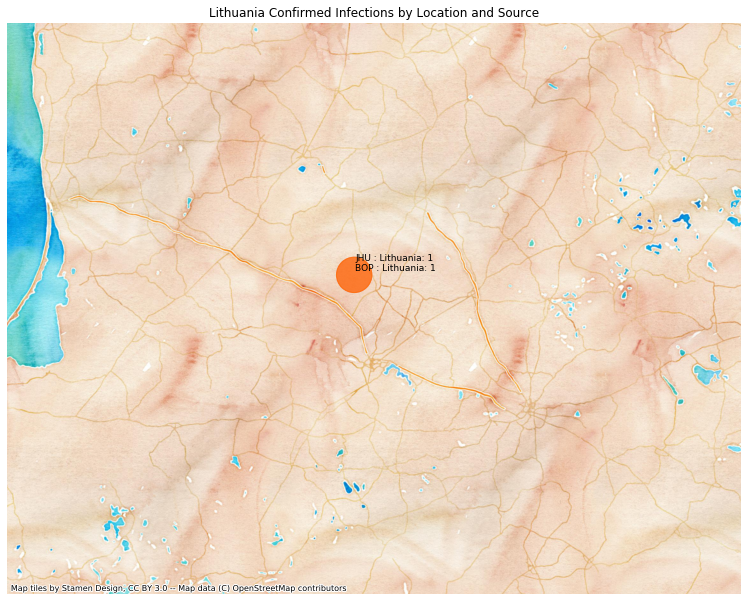 Lithuania Confirmed Infections by Location and Source
JHU : Lithuania: 1
BOP : Lithuania: 1
Map tiles by Stamen Design, CC BY 3.0 -- Map data (C) OpenStreetMap contributors